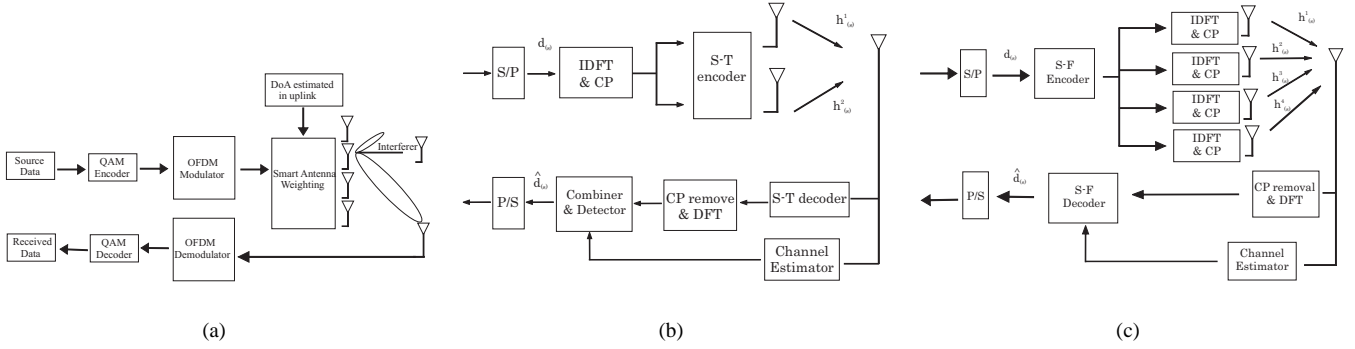 DoA estimated
in uplink
Source
Data
QAM
Encoder
OFDM
Modulator
Smart Antenna
Weighting
Interferer
Received
Data
QAM
Decoder
OFDM
Demodulator
(a)
S/P
d(n)
IDFT
& CP
S-T
encoder
h¹(n)
h²(n)
P/S
Combiner
& Detector
CP remove
& DFT
S-T decoder
Channel
Estimator
(b)
S/P
S-F
Encoder
IDFT
& CP
IDFT
& CP
IDFT
& CP
IDFT
& CP
P/S
S-F
Decoder
CP removal
& DFT
Channel
Estimator
(c)